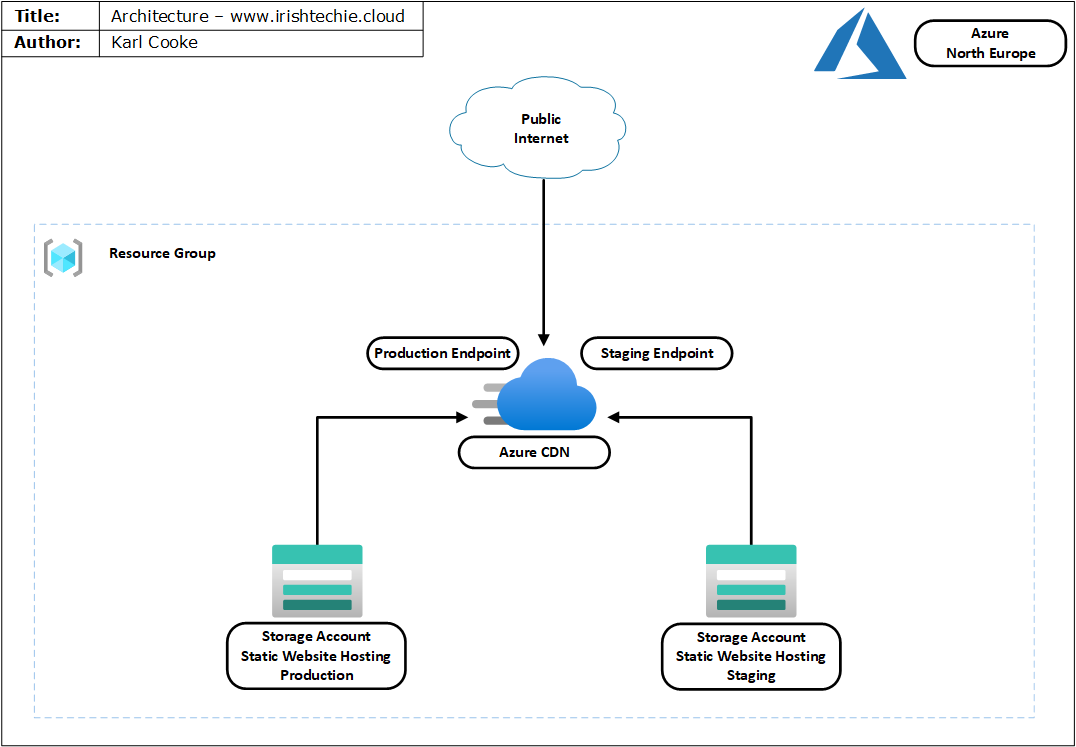 Title: Architecture – www.irishtechie.cloud
Author: Karl Cooke
Azure
North Europe
Public
Internet
Resource Group
Production Endpoint
Staging Endpoint
Azure CDN
Storage Account
Static Website Hosting
Production
Storage Account
Static Website Hosting
Staging